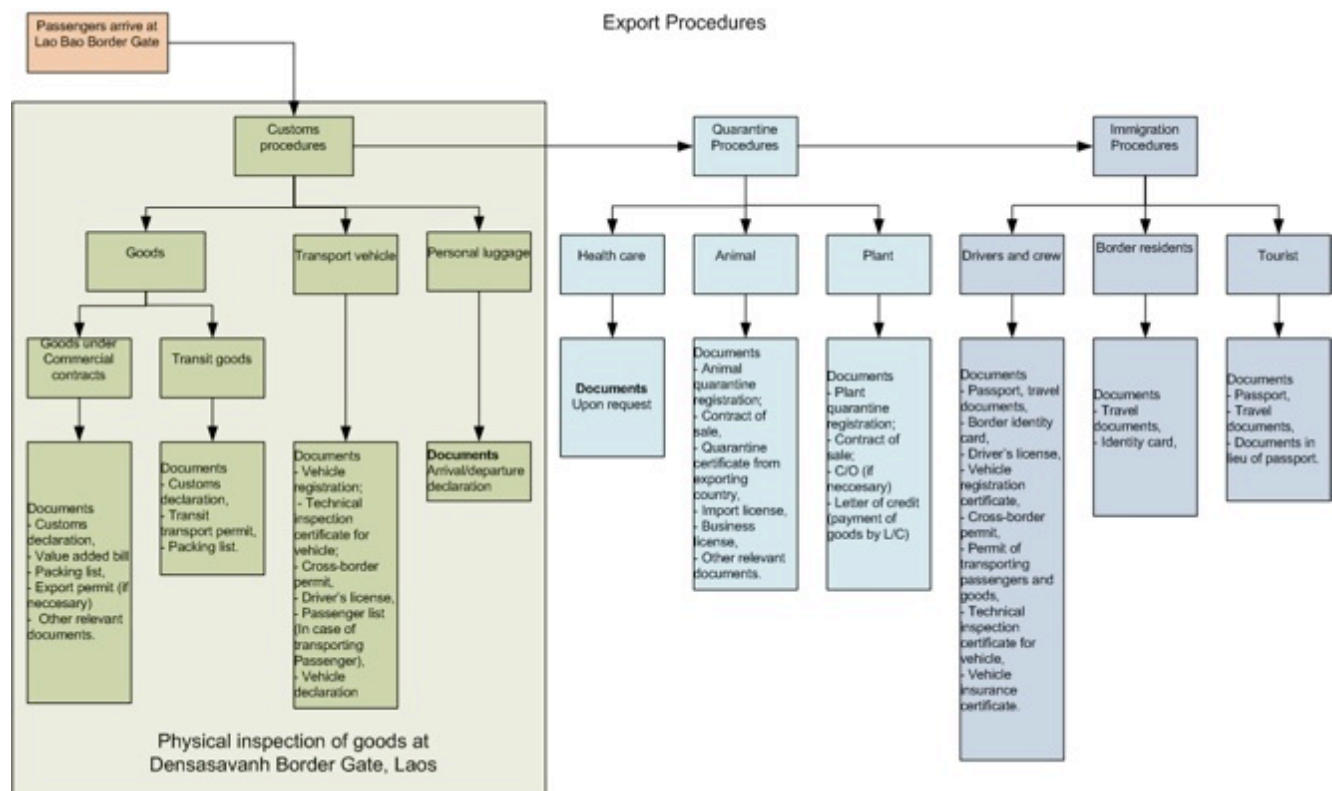 Export Procedures
Passengers arrive at
Lao Bao Border Gate
Customs
procedures
Quarantine
Procedures
Immigration
Procedures
Goods
Transport vehicle
Personal luggage
Health care
Animal
Plant
Drivers and crew
Border residents
Tourist
Goods under
Commercial
contracts
Transit goods
Documents
- Customs
declaration,
- Value added bill
- Packing list,
- Export permit (if
neccesary)
- Other relevant
documents.
Documents
- Customs
declaration,
- Transit
transport permit,
- Packing list.
Documents
- Vehicle
registration;
- Technical
inspection
certificate for
vehicle;
- Cross-border
permit,
- Driver's license,
- Passenger list
(In case of
transporting
Passenger),
- Vehicle
declaration
Documents
Arrival/departure
declaration
Documents
Upon request
Documents
- Animal
quarantine
registration;
- Contract of
sale,
- Quarantine
certificate from
exporting
country,
- Import license,
- Business
license,
- Other relevant
documents.
Documents
- Plant
quarantine
registration;
- Contract of
sale;
- C/O (if
neccesary)
- Letter of credit
(payment of
goods by L/C)
Documents
- Passport, travel
documents,
- Border identity
card,
- Driver's license,
- Vehicle
registration
certificate,
- Cross-border
permit,
- Permit of
transporting
passengers and
goods,
- Technical
inspection
certificate for
vehicle,
- Vehicle
insurance
certificate.
Documents
- Travel
documents,
- Identity card,
Documents
- Passport,
- Travel
documents,
- Documents in
lieu of passport.
Physical inspection of goods at
Densasavanh Border Gate, Laos